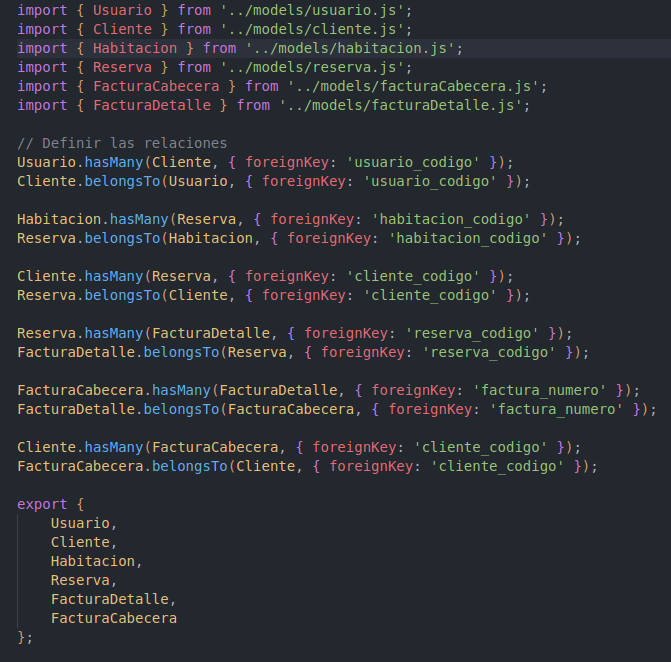 import { Usuario } from '../models/usuario.js';
import { Cliente } from '../models/cliente.js';
import { Habitacion } from '../models/habitacion.js';
import { Reserva } from '../models/reserva.js';
import { FacturaCabecera } from '../models/facturaCabecera.js';
import { FacturaDetalle } from '../models/facturaDetalle.js';

// Definir las relaciones
Usuario.hasMany(Cliente, { foreignKey: 'usuario_codigo' });
Cliente.belongsTo(Usuario, { foreignKey: 'usuario_codigo' });

Habitacion.hasMany(Reserva, { foreignKey: 'habitacion_codigo' });
Reserva.belongsTo(Habitacion, { foreignKey: 'habitacion_codigo' });

Cliente.hasMany(Reserva, { foreignKey: 'cliente_codigo' });
Reserva.belongsTo(Cliente, { foreignKey: 'cliente_codigo' });

Reserva.hasMany(FacturaDetalle, { foreignKey: 'reserva_codigo' });
FacturaDetalle.belongsTo(Reserva, { foreignKey: 'reserva_codigo' });

FacturaCabecera.hasMany(FacturaDetalle, { foreignKey: 'factura_numero' });
FacturaDetalle.belongsTo(FacturaCabecera, { foreignKey: 'factura_numero' });

Cliente.hasMany(FacturaCabecera, { foreignKey: 'cliente_codigo' });
FacturaCabecera.belongsTo(Cliente, { foreignKey: 'cliente_codigo' });

export {
    Usuario,
    Cliente,
    Habitacion,
    Reserva,
    FacturaDetalle,
    FacturaCabecera
};